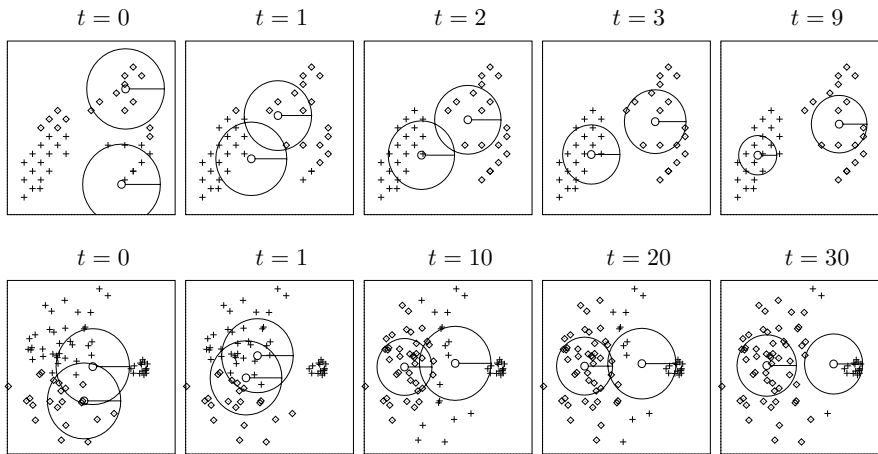 t = 0 t = 1 t = 2 t = 3 t = 9
t = 0 t = 1 t = 10 t = 20 t = 30